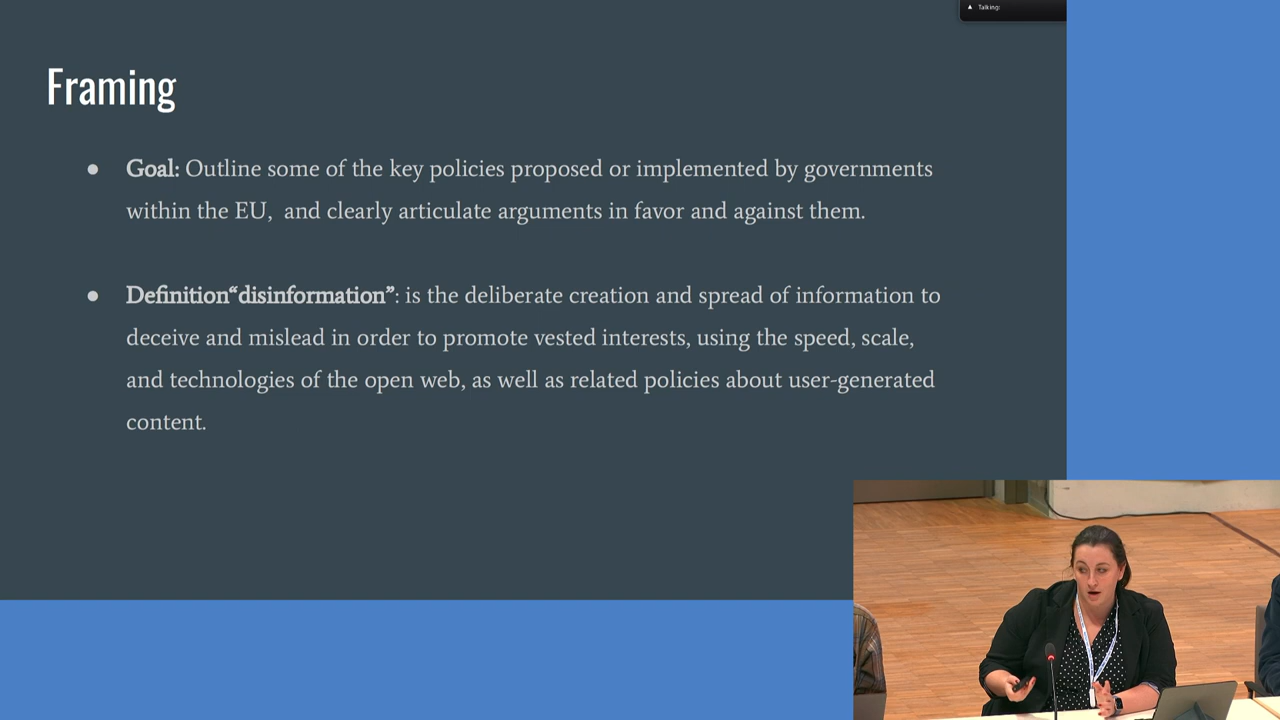 Talking:
Framing
● Goal: Outline some of the key policies proposed or implemented by governments
within the EU,  and clearly articulate arguments in favor and against them.
● Definition“disinformation”: is the deliberate creation and spread of information to
deceive and mislead in order to promote vested interests, using the speed, scale,
and technologies of the open web, as well as related policies about user-generated
content.